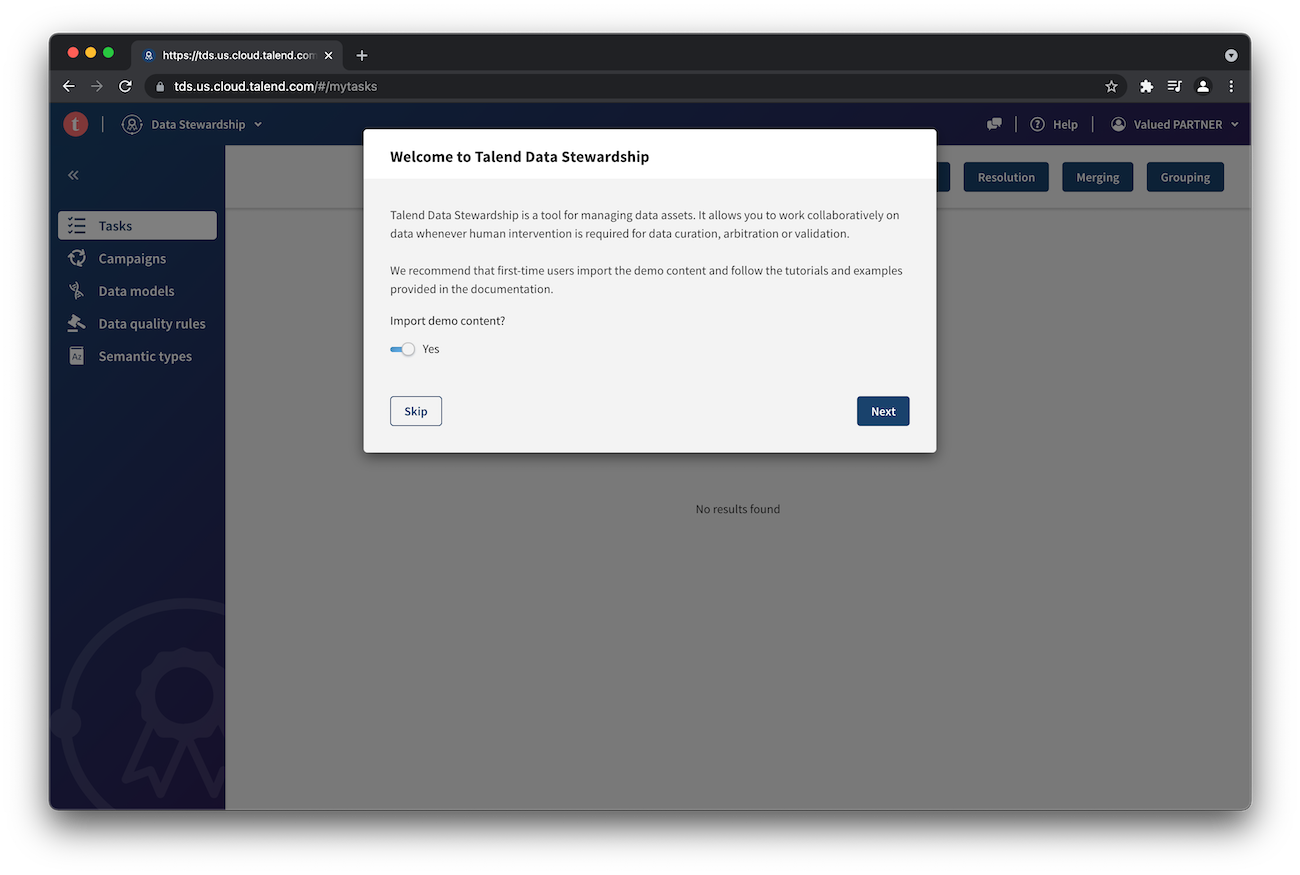 https://tds.us.cloud.talend.com
tds.us.cloud.talend.com/#/mytasks
t
Data Stewardship
Help
Valued PARTNER
Resolution
Merging
Grouping
Tasks
Campaigns
Data models
Data quality rules
Az
Semantic types
Welcome to Talend Data Stewardship
Talend Data Stewardship is a tool for managing data assets. It allows you to work collaboratively on
data whenever human intervention is required for data curation, arbitration or validation.
We recommend that first-time users import the demo content and follow the tutorials and examples
provided in the documentation.
Import demo content?
Yes
Skip
Next
No results found